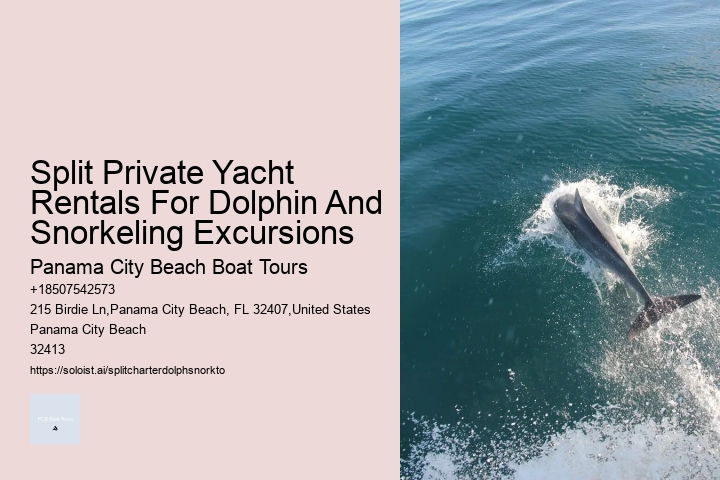 Split Private Yacht
Rentals For Dolphin And
Snorkeling Excursions
Panama City Beach Boat Tours
+18507542573
215 Birdie Ln,Panama City Beach, FL 32407,United States
Panama City Beach
32413
https://soloist.ai/splitcharterdolphsnorkto